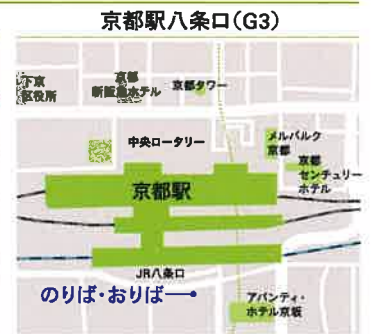 京都駅八条口(G3)
下京
区役所
京都
新阪急ホテル
京都タワー
中央ロータリー
メルパルク
京都
京都
センチュリー
ホテル
京都駅
JR八条口
のりば・おりば
アバンティ・
ホテル京阪